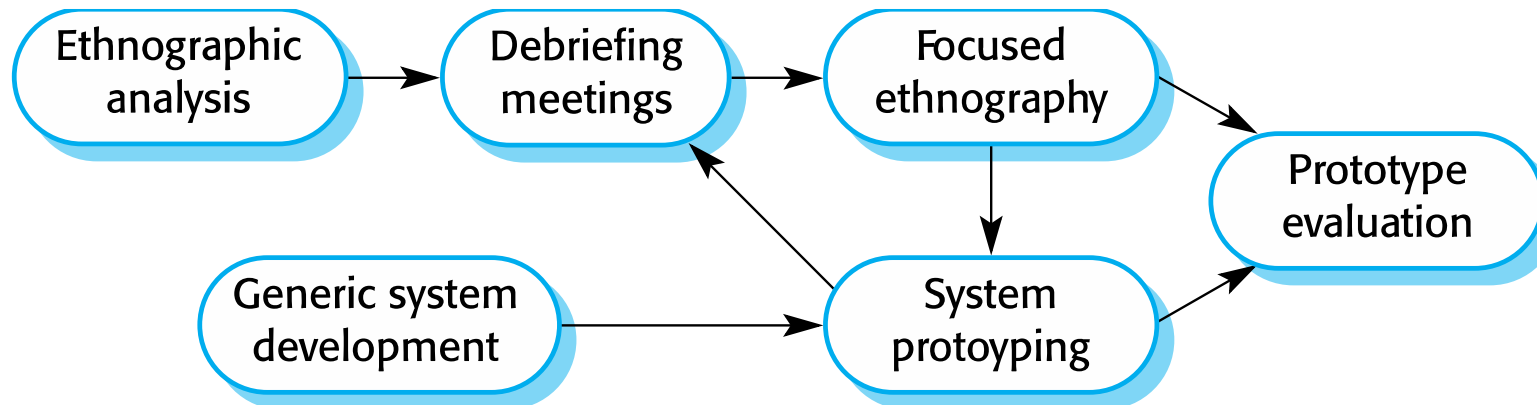 Ethnographic
analysis
Debriefing
meetings
Focused
ethnography
Prototype
evaluation
Generic system
development
System
protoyping